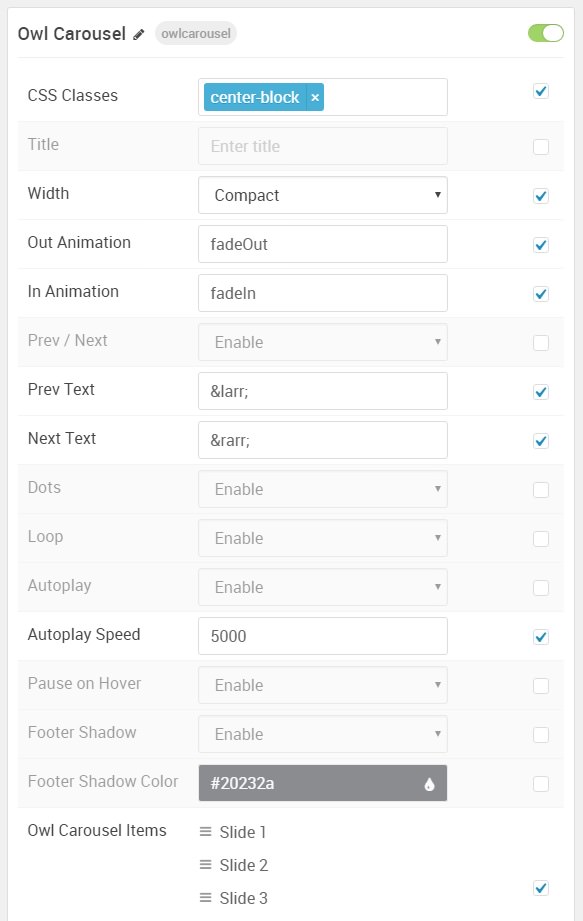 Owl Carousel owlcarousel
CSS Classes center-block ×
Title Enter title
Width Compact
Out Animation fadeOut
In Animation fadeIn
Prev / Next Enable
Prev Text &larr;
Next Text &rarr;
Dots Enable
Loop Enable
Autoplay Enable
Autoplay Speed 5000
Pause on Hover Enable
Footer Shadow Enable
Footer Shadow Color #20232a
Owl Carousel Items Slide 1
Slide 2
Slide 3